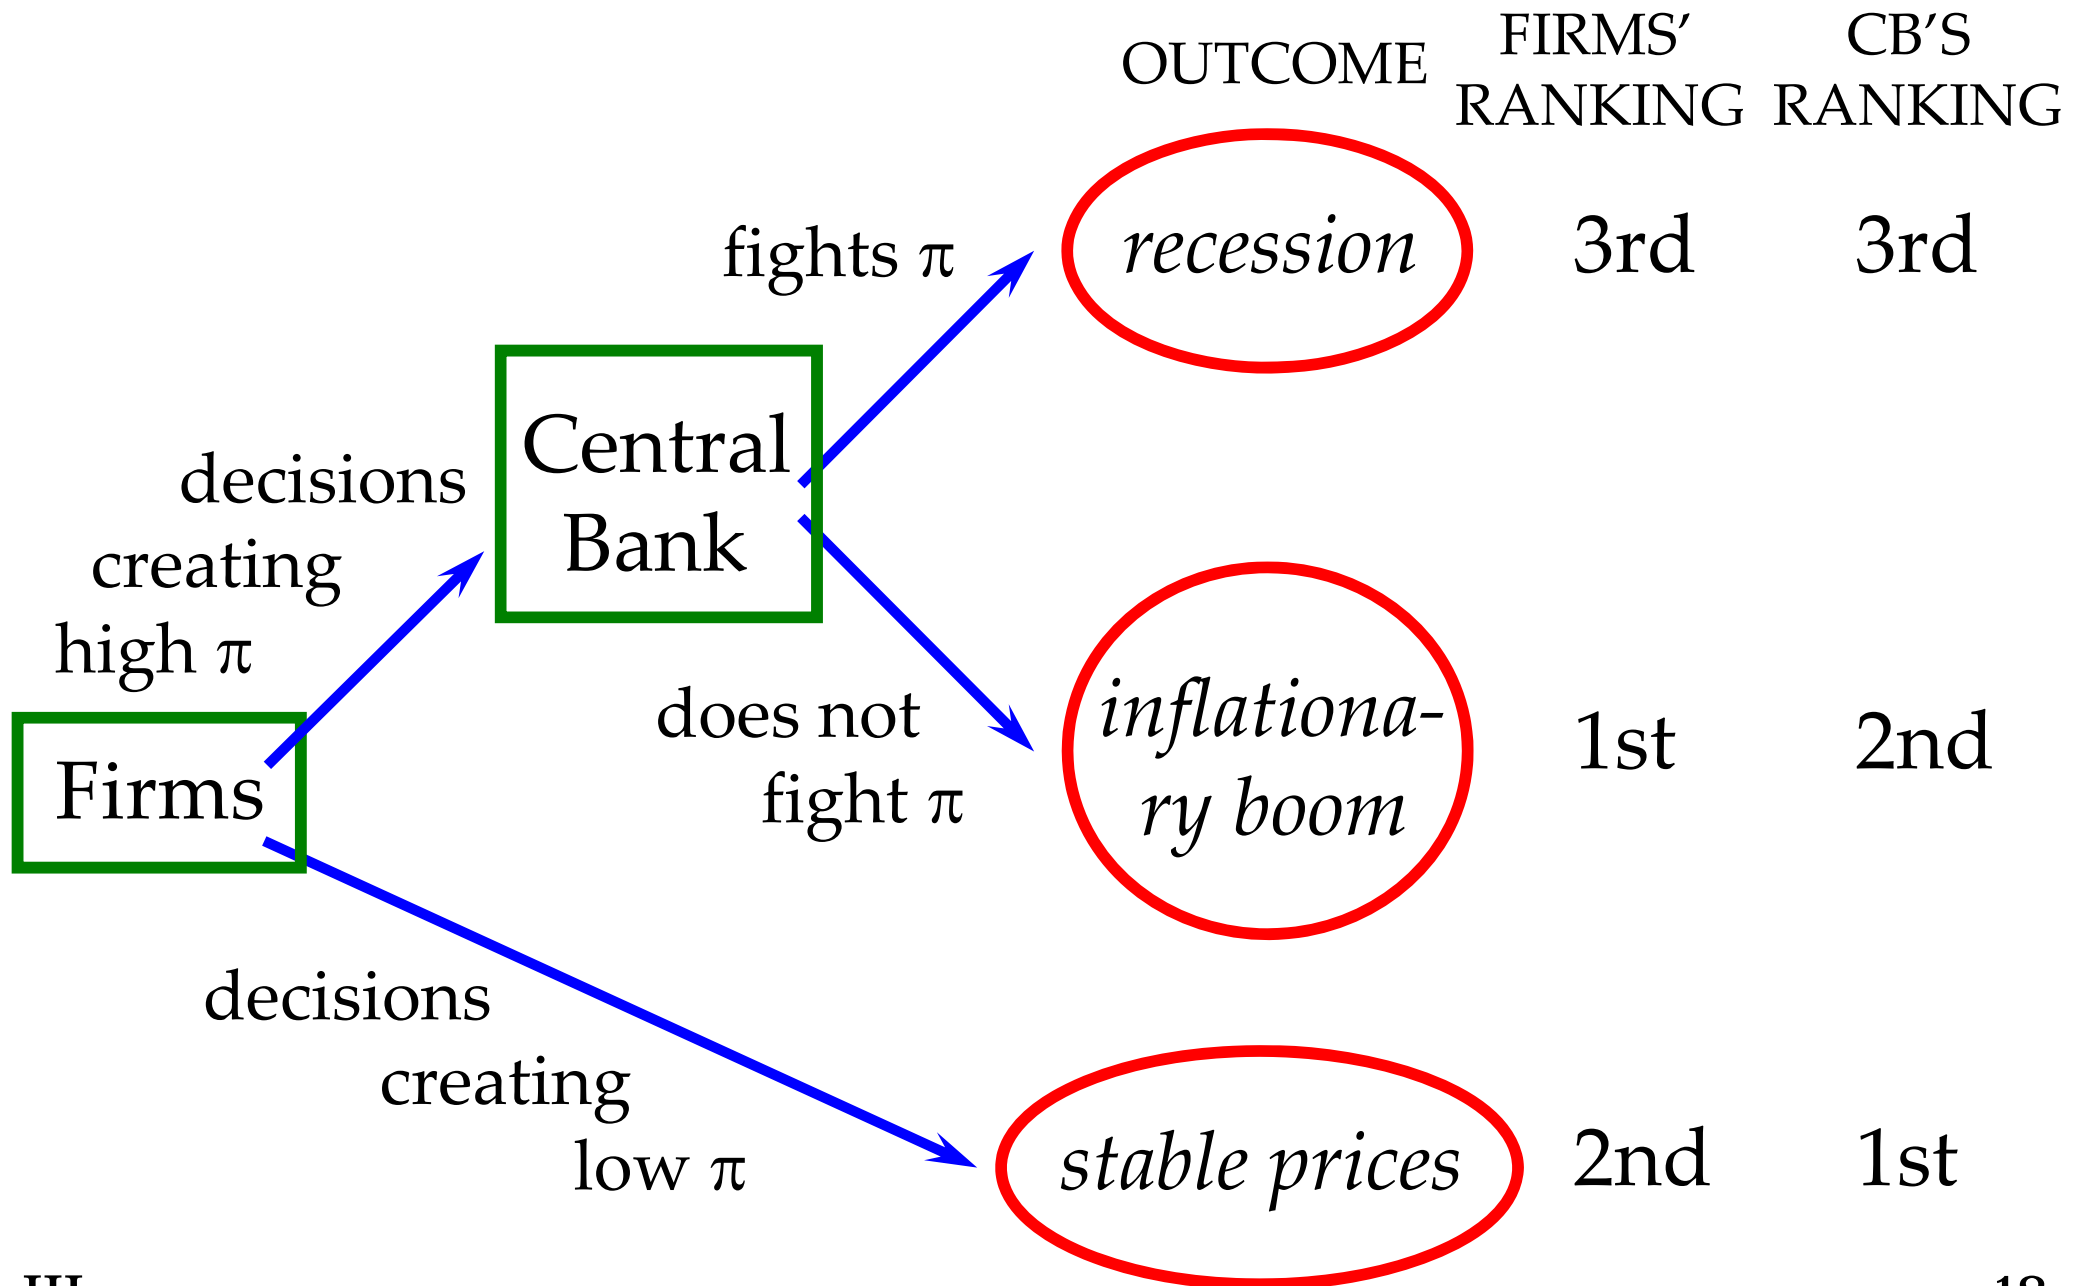 OUTCOME
FIRMS’
RANKING
CB’S
RANKING
fights π
recession
3rd
3rd
decisions
creating
high π
Central
Bank
does not
fight π
inflationa-
ry boom
1st
2nd
Firms
decisions
creating
low π
stable prices
2nd
1st